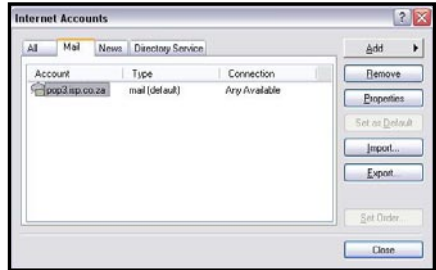 Internet Accounts
All Mail News Directory Service
Add
Account Type Connection
Remove
pop3.isp.co.za mail (default) Any Available
Properties
Set as Default
Import...
Export...
Set Order...
Close